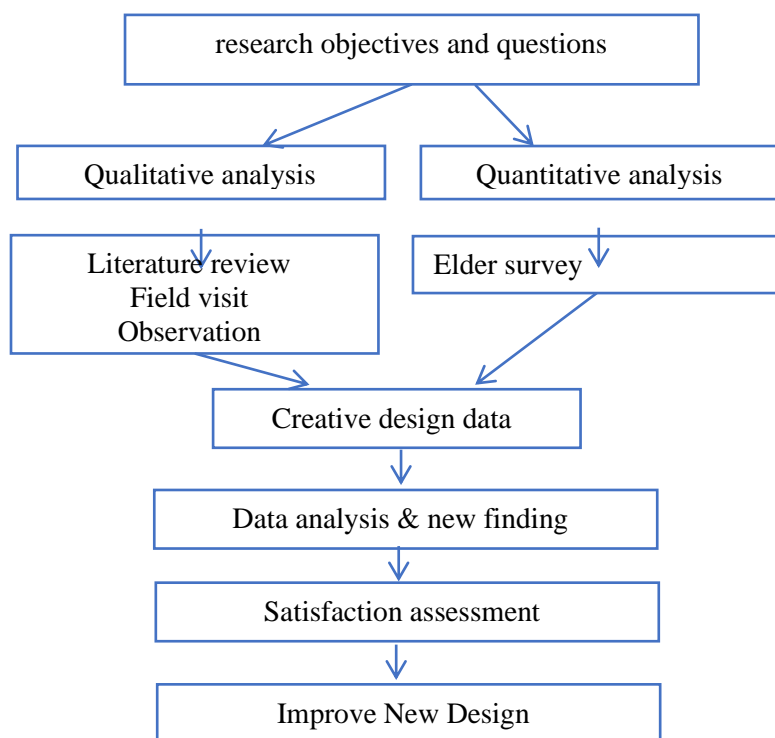 research objectives and questions
Qualitative analysis
Quantitative analysis
Literature review
Field visit
Observation
Elder survey
Creative design data
Data analysis & new finding
Satisfaction assessment
Improve New Design